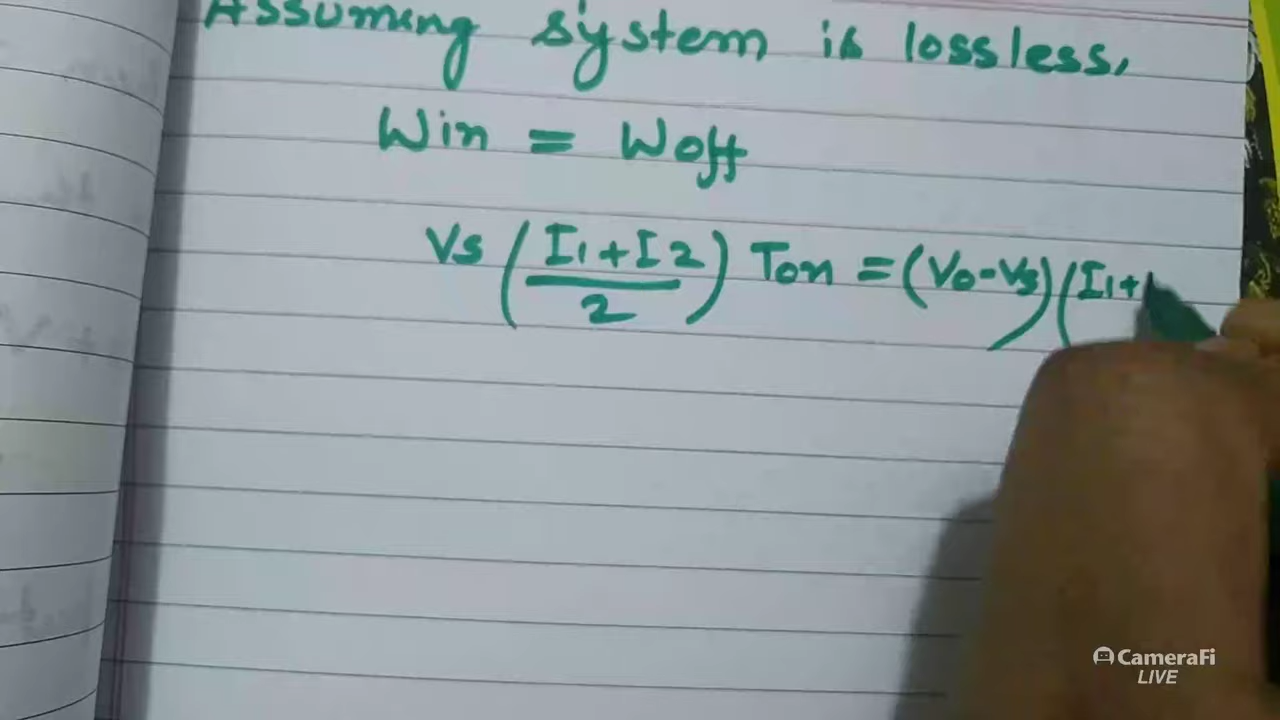 Assuming system is lossless,
Win = Woff
Vs (I1+I2/2) Ton = (Vo-Vs)(I1+
CameraFi
LIVE